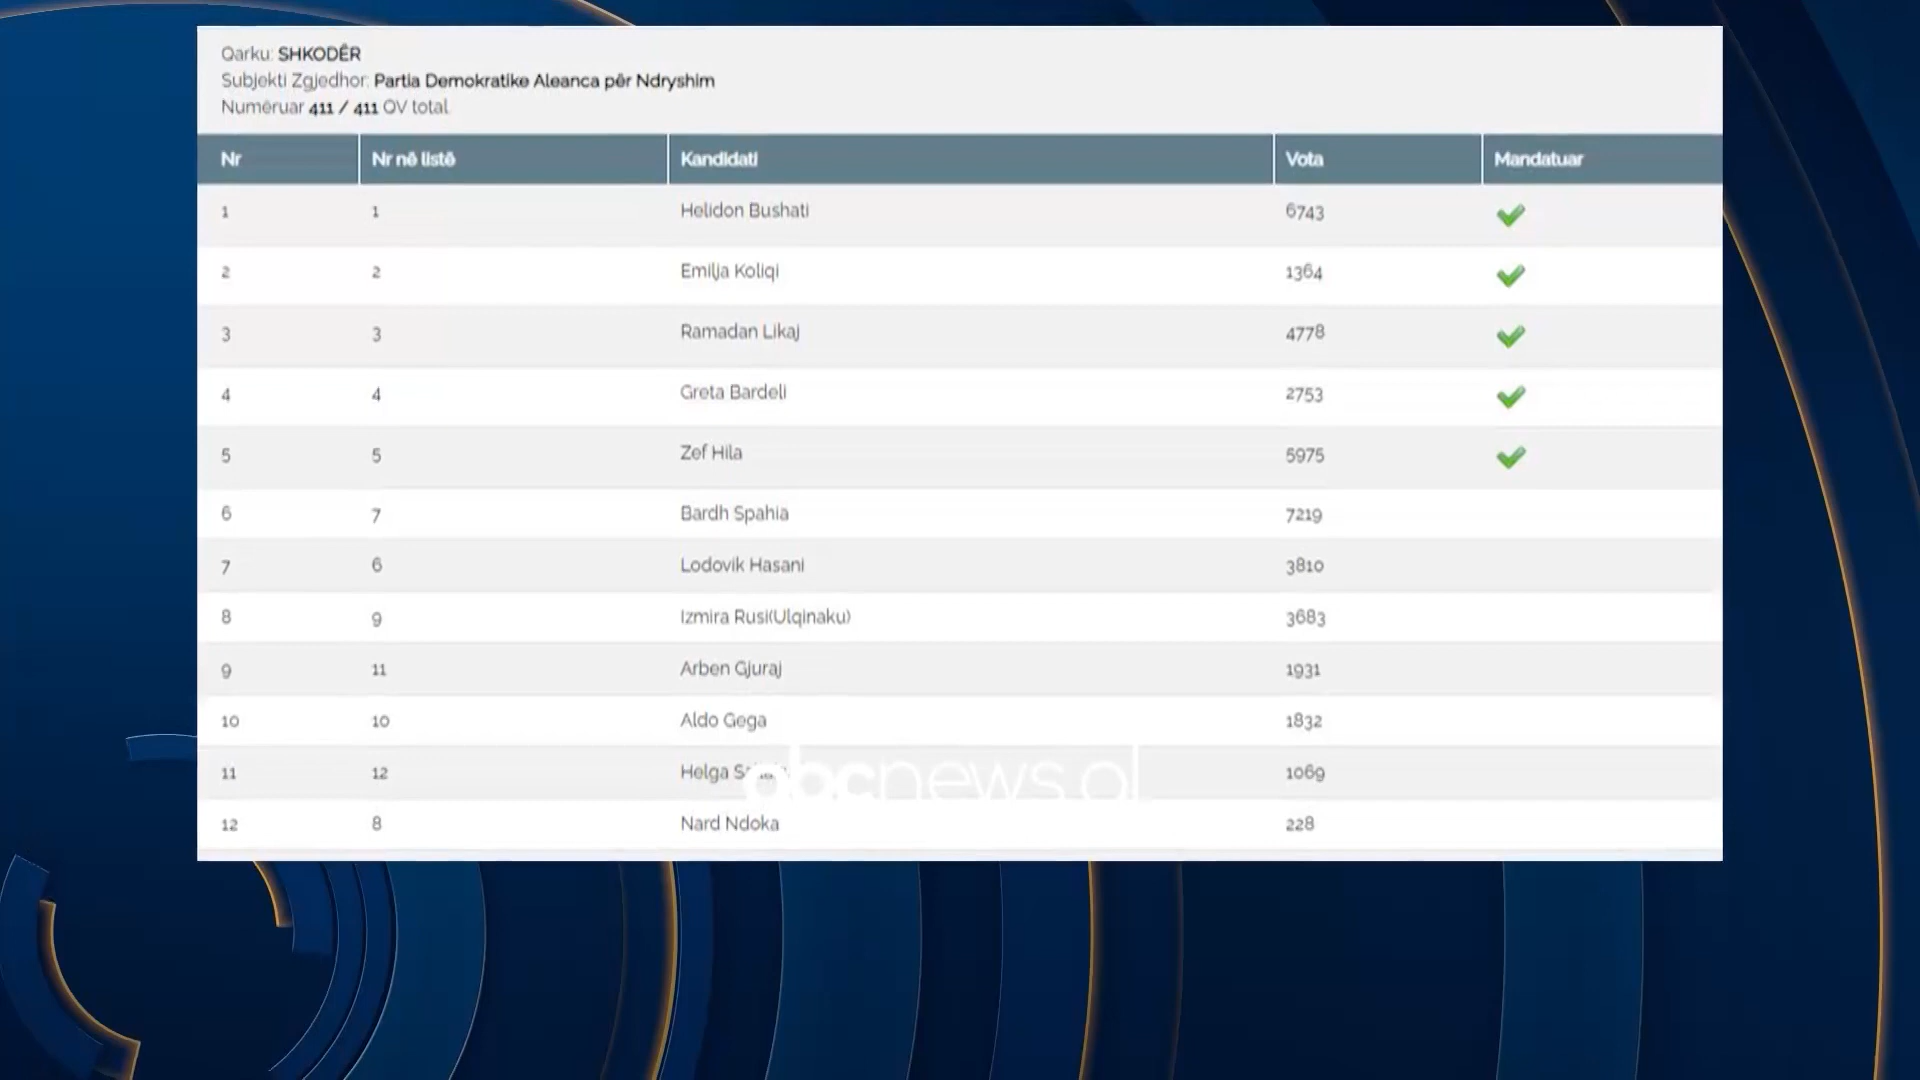 Qarku: SHKODËR
Subjekti Zgjedhor: Partia Demokratike Aleanca për Ndryshim
Numëruar 411 / 411 QV total
Nr Nr në listë Kandidati Vota Mandatuar
1 1 Helidon Bushati 6743
2 2 Emilja Koliqi 1364
3 3 Ramadan Likaj 4778
4 4 Greta Bardeli 2753
5 5 Zef Hila 5975
6 7 Bardh Spahia 7219
7 6 Lodovik Hasani 3810
8 9 Izmira Rusi(Ulqinaku) 3683
9 11 Arben Gjuraj 1931
10 10 Aldo Gega 1832
11 12 Helga 1069
abcnews.al
12 8 Nard Ndoka 228